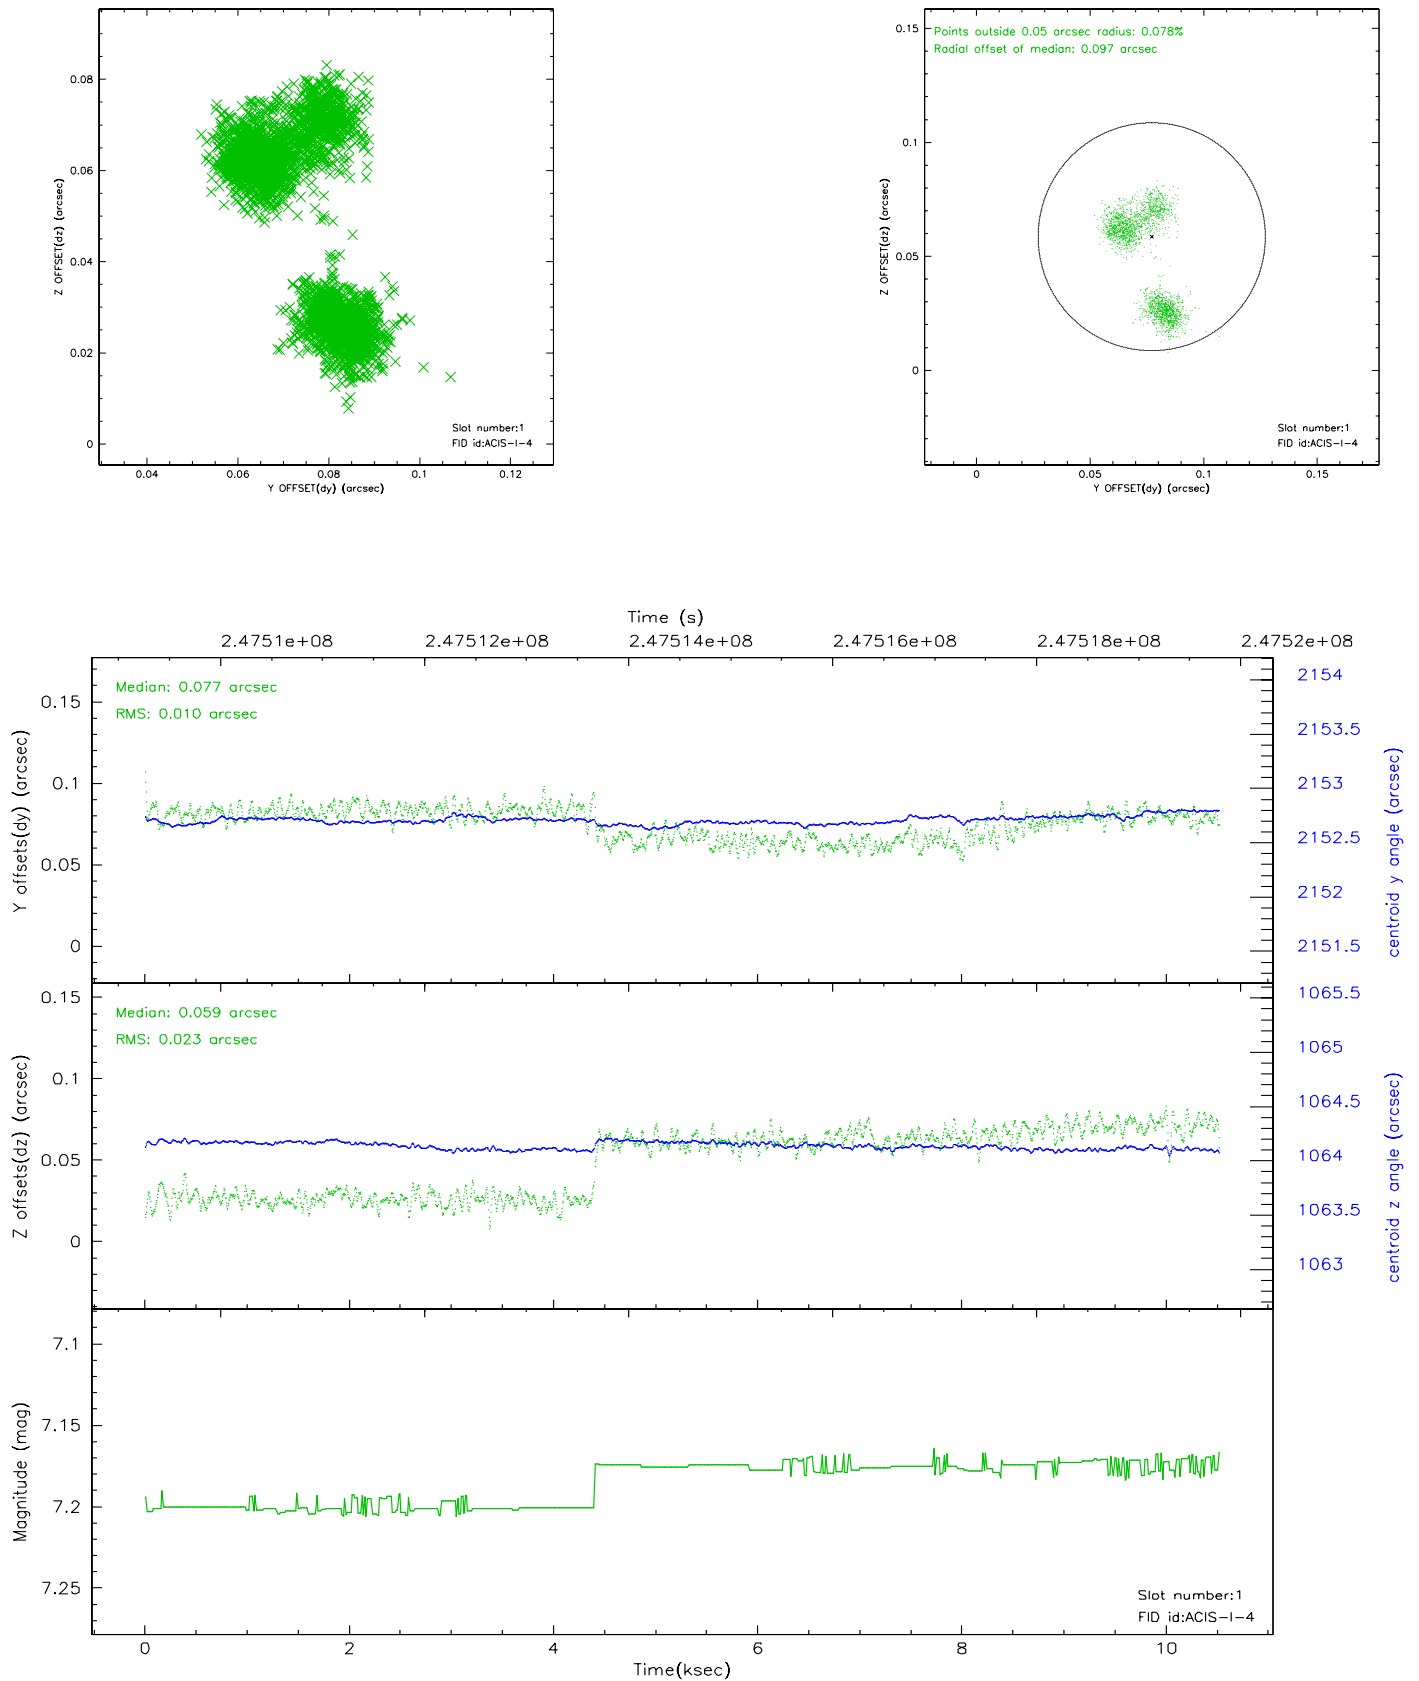 0.08
0.06
0.04
0.02
0
Z OFFSET(dz) (arcsec)
Slot number:1
FID id:ACIS-I-4
0.04 0.06 0.08 0.1 0.12
Y OFFSET(dy) (arcsec)
0.15
0.1
0.05
0
Z OFFSET(dz) (arcsec)
Points outside 0.05 arcsec radius: 0.078%
Radial offset of median: 0.097 arcsec
Slot number:1
FID id:ACIS-I-4
0 0.05 0.1 0.15
Y OFFSET(dy) (arcsec)
Time (s)
2.4751e+08 2.47512e+08 2.47514e+08 2.47516e+08 2.47518e+08 2.4752e+08
Median: 0.077 arcsec
RMS: 0.010 arcsec
0.15
0.1
0.05
0
Y offsets(dy) (arcsec)
2154
2153.5
2153
2152.5
2152
2151.5
centroid y angle (arcsec)
Median: 0.059 arcsec
RMS: 0.023 arcsec
0.15
0.1
0.05
0
Z offsets(dz) (arcsec)
1065.5
1065
1064.5
1064
1063.5
1063
centroid z angle (arcsec)
7.1
7.15
7.2
7.25
Magnitude (mag)
Slot number:1
FID id:ACIS-I-4
0 2 4 6 8 10
Time(ksec)